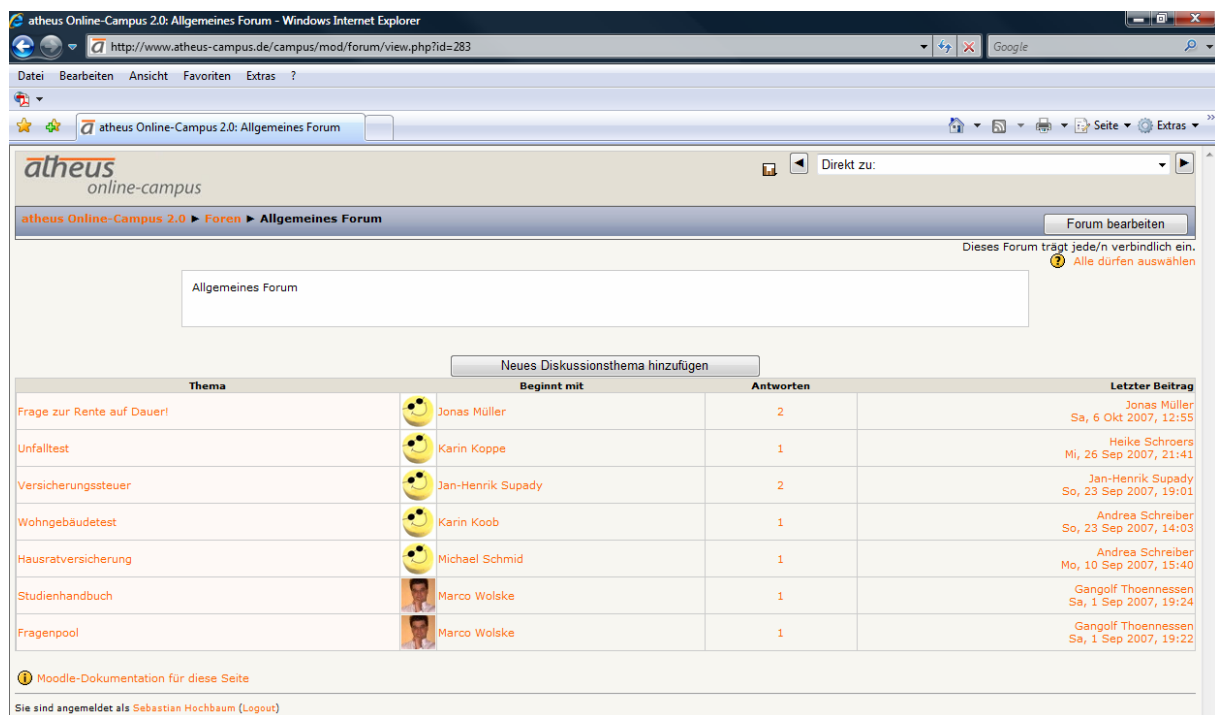 atheus Online-Campus 2.0: Allgemeines Forum - Windows Internet Explorer
http://www.atheus-campus.de/campus/mod/forum/view.php?id=283
Google
Datei Bearbeiten Ansicht Favoriten Extras ?
atheus Online-Campus 2.0: Allgemeines Forum
Seite
Extras
atheus
online-campus
Direkt zu:
atheus Online-Campus 2.0 ► Foren ► Allgemeines Forum
Forum bearbeiten
Dieses Forum trägt jede/n verbindlich ein.
Alle dürfen auswählen
Allgemeines Forum
Neues Diskussionsthema hinzufügen
Thema Beginnt mit Antworten Letzter Beitrag
Frage zur Rente auf Dauer! Jonas Müller 2 Jonas Müller
Sa, 6 Okt 2007, 12:55
Unfalltest Karin Koppe 1 Heike Schroers
Mi, 26 Sep 2007, 21:41
Versicherungssteuer Jan-Henrik Supady 2 Jan-Henrik Supady
So, 23 Sep 2007, 19:01
Wohngebäudetest Karin Koob 1 Andrea Schreiber
So, 23 Sep 2007, 14:03
Hausratversicherung Michael Schmid 1 Andrea Schreiber
Mo, 10 Sep 2007, 15:40
Studienhandbuch Marco Wolske 1 Gangolf Thoennessen
Sa, 1 Sep 2007, 19:24
Fragenpool Marco Wolske 1 Gangolf Thoennessen
Sa, 1 Sep 2007, 19:22
Moodle-Dokumentation für diese Seite
Sie sind angemeldet als Sebastian Hochbaum (Logout)